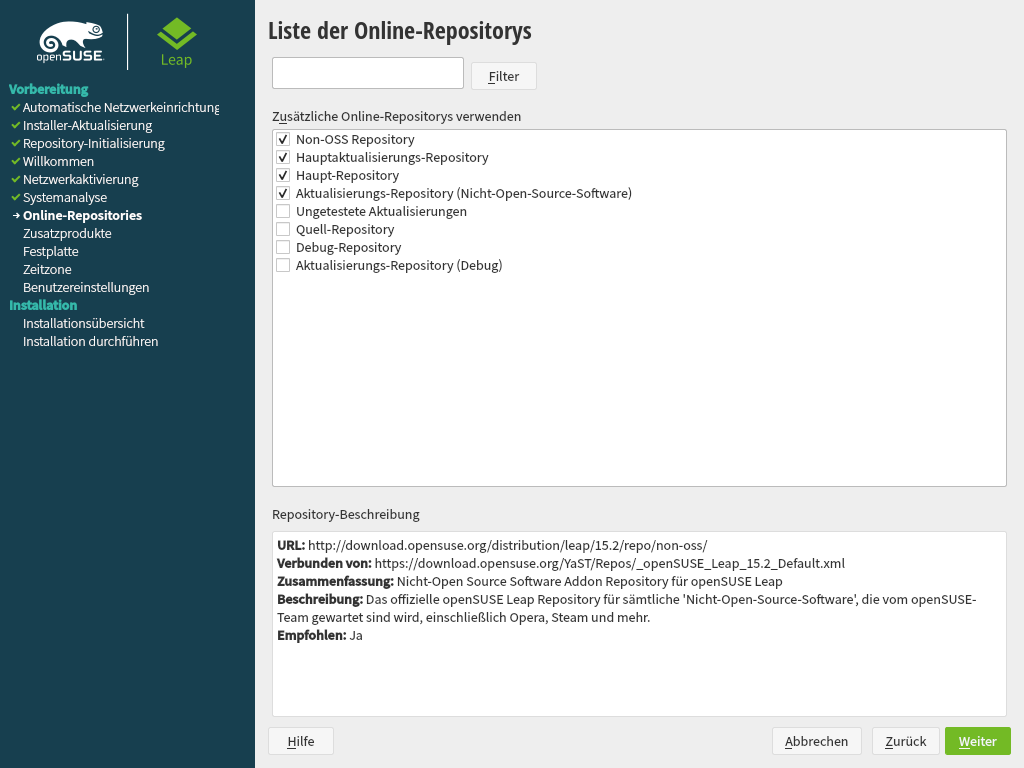 openSUSE
Leap
Vorbereitung
Automatische Netzwerkeinrichtung
Installer-Aktualisierung
Repository-Initialisierung
Willkommen
Netzwerkaktivierung
Systemanalyse
Online-Repositories
Zusatzprodukte
Festplatte
Zeitzone
Benutzereinstellungen
Installation
Installationsübersicht
Installation durchführen
Liste der Online-Repositorys
Filter
Zusätzliche Online-Repositorys verwenden
Non-OSS Repository
Hauptaktualisierungs-Repository
Haupt-Repository
Aktualisierungs-Repository (Nicht-Open-Source-Software)
Ungetestete Aktualisierungen
Quell-Repository
Debug-Repository
Aktualisierungs-Repository (Debug)
Repository-Beschreibung
URL: http://download.opensuse.org/distribution/leap/15.2/repo/non-oss/
Verbunden von: https://download.opensuse.org/YaST/Repos/_openSUSE_Leap_15.2_Default.xml
Zusammenfassung: Nicht-Open Source Software Addon Repository für openSUSE Leap
Beschreibung: Das offizielle openSUSE Leap Repository für sämtliche 'Nicht-Open-Source-Software', die vom openSUSE-
Team gewartet sind wird, einschließlich Opera, Steam und mehr.
Empfohlen: Ja
Hilfe
Abbrechen
Zurück
Weiter